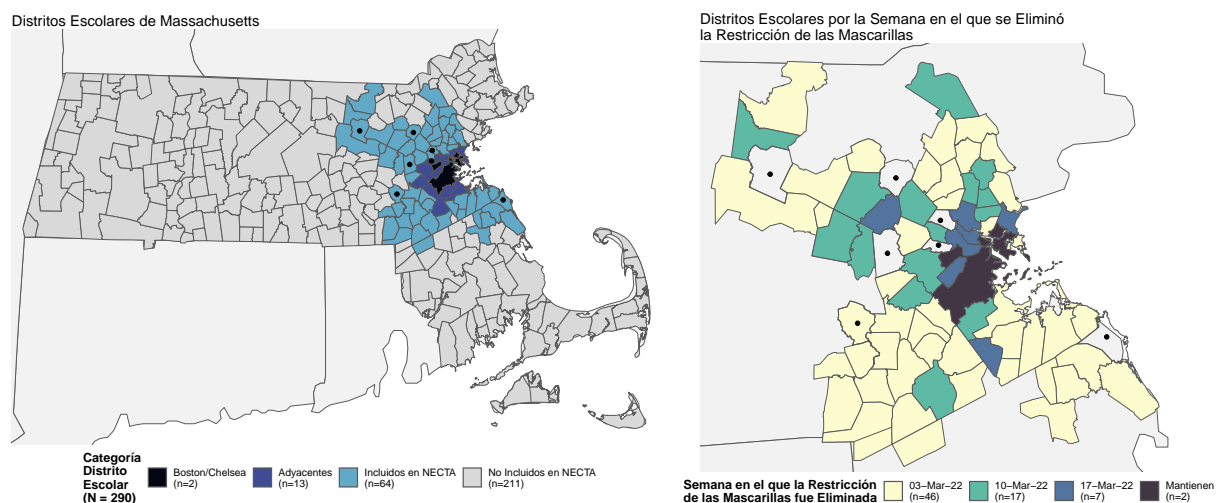 Distritos Escolares de Massachusetts
Categoría
Distrito
Escolar
(N = 290)
Boston/Chelsea
(n=2)
Adyacentes
(n=13)
Incluidos en NECTA
(n=64)
No Incluidos en NECTA
(n=211)
Distritos Escolares por la Semana en el que se Eliminó
la Restricción de las Mascarillas
Semana en el que la Restricción
de las Mascarillas fue Eliminada
03−Mar−22
(n=46)
10−Mar−22
(n=17)
17−Mar−22
(n=7)
Mantienen
(n=2)